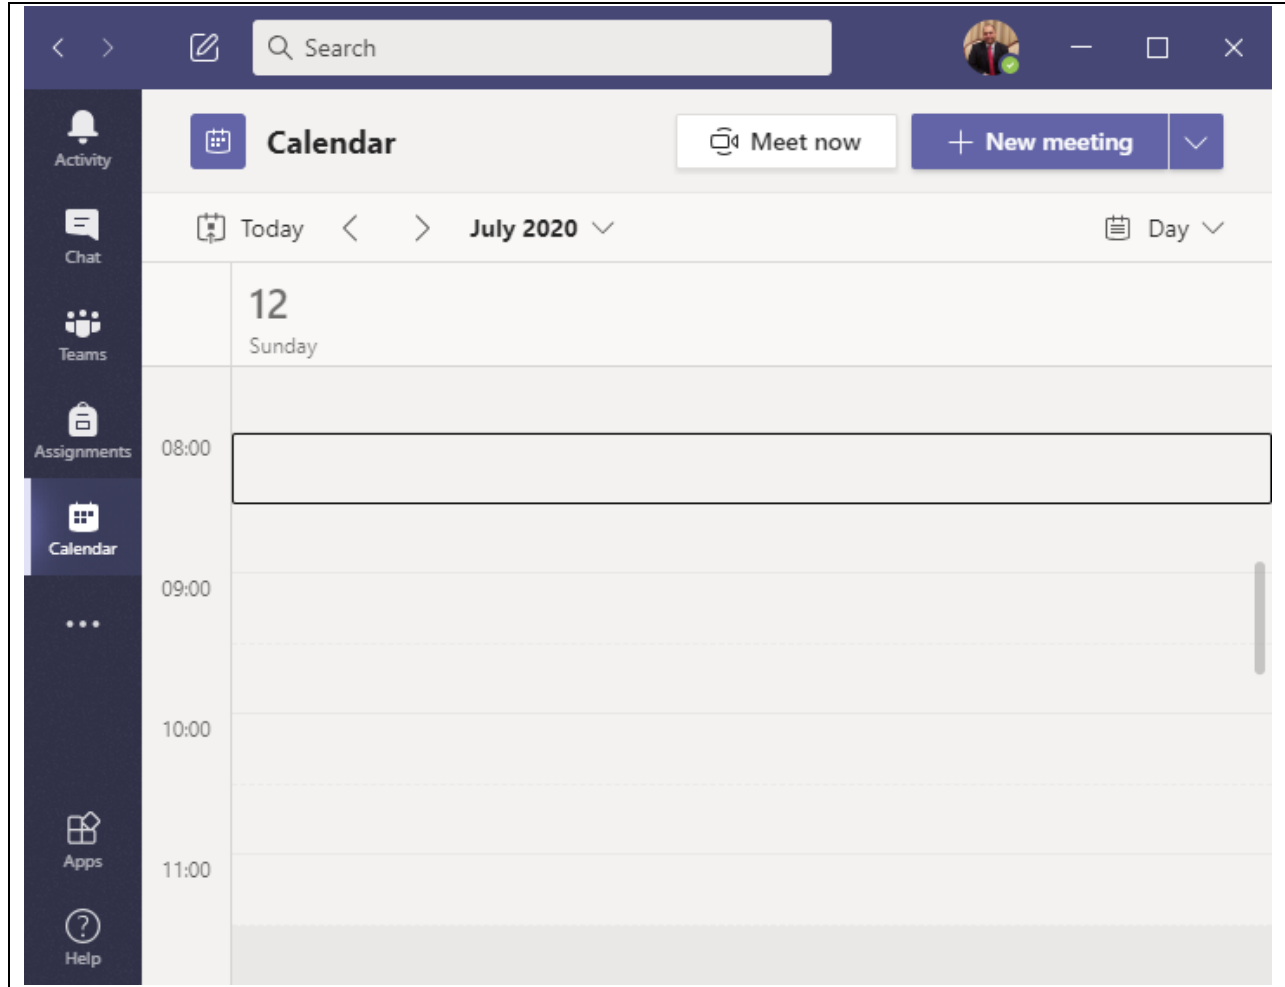 Search
Activity
Calendar
Meet now
New meeting
Chat
Today
July 2020
Day
Teams
12
Sunday
Assignments
08:00
Calendar
09:00
10:00
Apps
11:00
Help